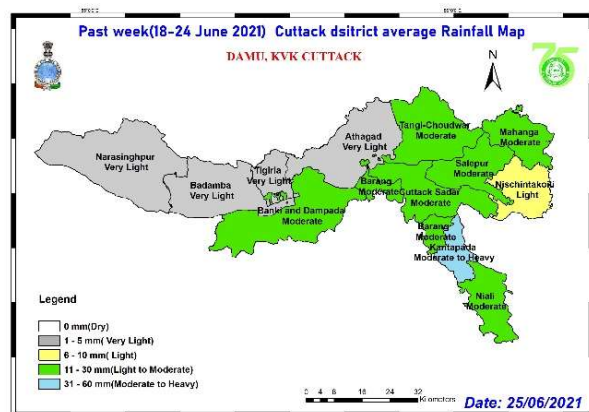 Past week(18-24 June 2021) Cuttack dsitrict average Rainfall Map
DAMU, KVK CUTTACK
N
Tangi-Choudwar
Moderate
Mahanga
Moderate
Athagad
Very Light
Narasinghpur
Very Light
Tigiria
Very Light
Badamba
Very Light
Salepur
Moderate
Nischintakoili
Light
Barang
Moderate
Cuttack Sadar
Moderate
Banki and Dampada
Moderate
Barang
Moderate
Kantapada
Moderate to Heavy
Niali
Moderate
Legend
0 mm(Dry)
1 - 5 mm( Very Light)
6 - 10 mm( Light)
11 - 30 mm(Light to Moderate)
31 - 60 mm(Moderate to Heavy)
0 4 8 16 24 32
Kilometers
Date: 25/06/2021